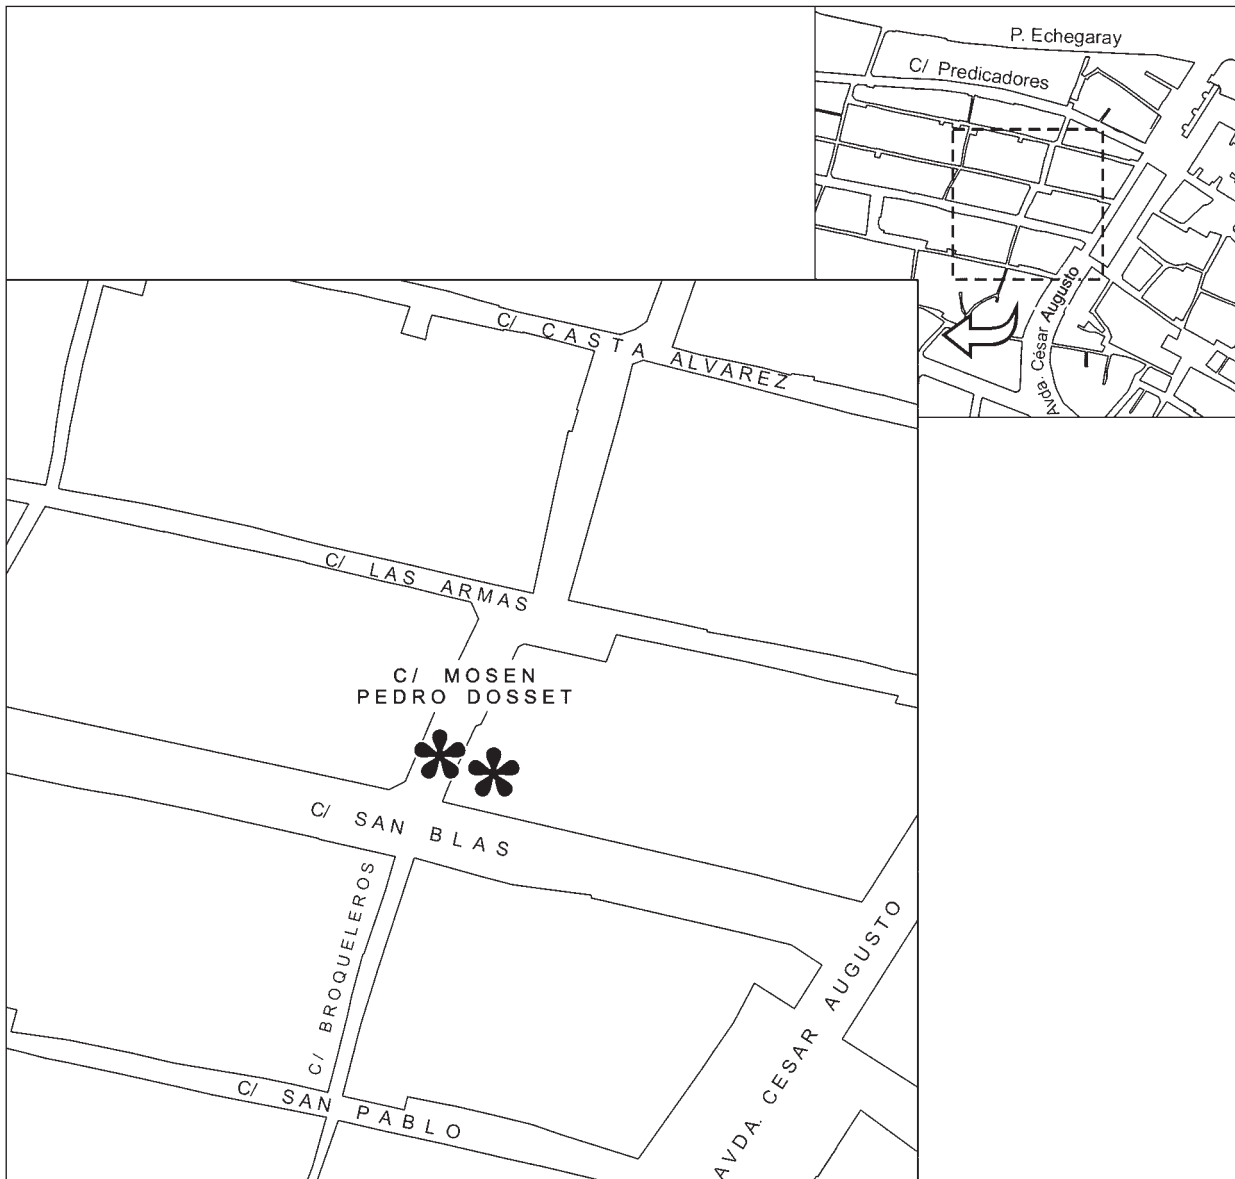 P. Echegaray
C/ Predicadores
Avda. César Augusto
C/ CASTA ALVAREZ
C/ LAS ARMAS
C/ MOSEN
PEDRO DOSSET
C/ SAN BLAS
C/ BROQUELEROS
AVDA. CESAR AUGUSTO
C/ SAN PABLO